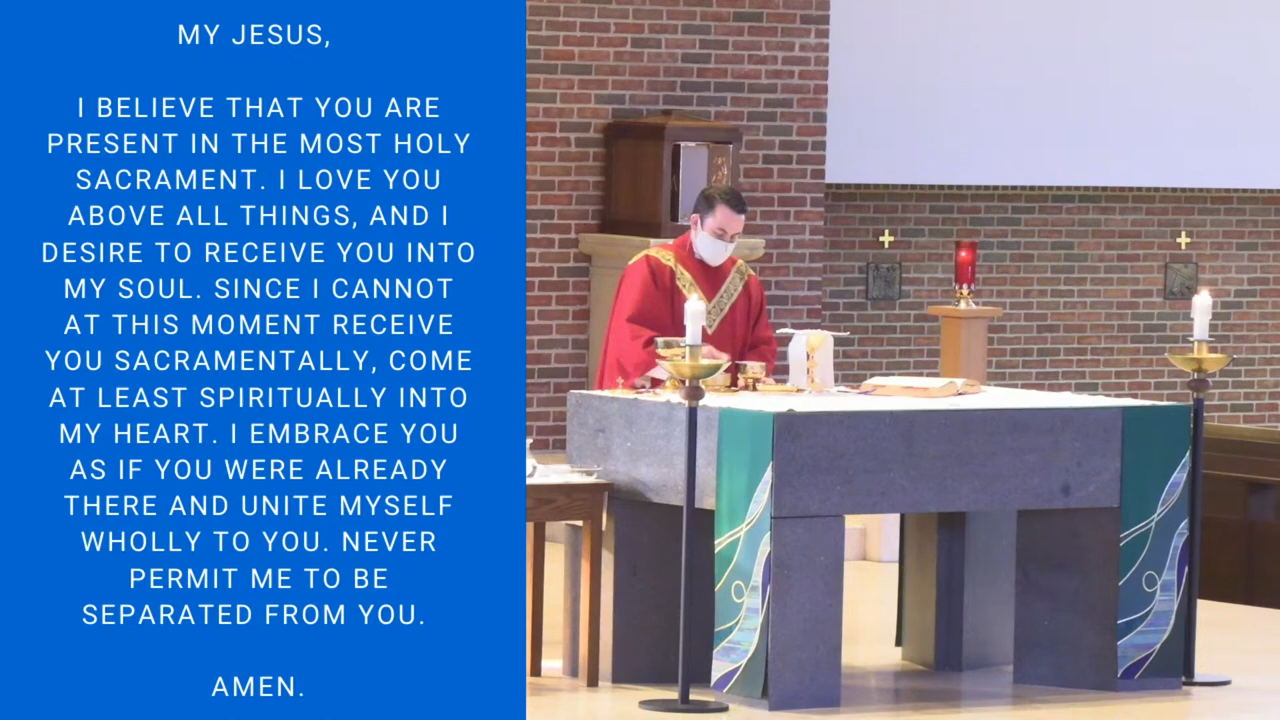 MY JESUS,
I BELIEVE THAT YOU ARE
PRESENT IN THE MOST HOLY
SACRAMENT. I LOVE YOU
ABOVE ALL THINGS, AND I
DESIRE TO RECEIVE YOU INTO
MY SOUL. SINCE I CANNOT
AT THIS MOMENT RECEIVE
YOU SACRAMENTALLY, COME
AT LEAST SPIRITUALLY INTO
MY HEART. I EMBRACE YOU
AS IF YOU WERE ALREADY
THERE AND UNITE MYSELF
WHOLLY TO YOU. NEVER
PERMIT ME TO BE
SEPARATED FROM YOU.
AMEN.